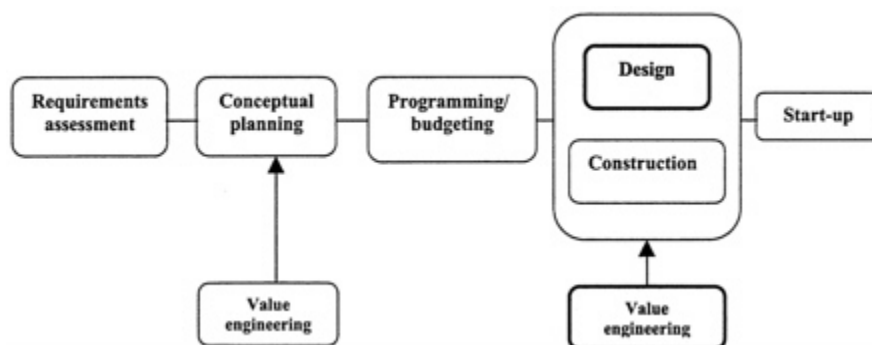 Requirements
assessment
Conceptual
planning
Programming/
budgeting
Design
Construction
Start-up
Value
engineering
Value
engineering